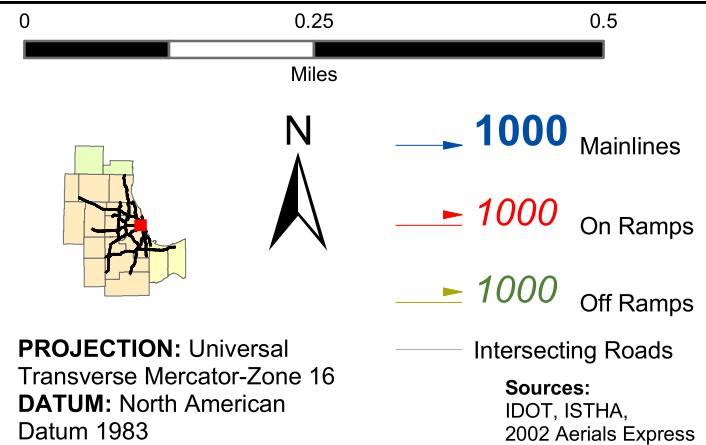 0 0.25 0.5
Miles
N
1000 Mainlines
1000 On Ramps
1000 Off Ramps
Intersecting Roads
PROJECTION: Universal
Transverse Mercator-Zone 16
DATUM: North American
Datum 1983
Sources:
IDOT, ISTHA,
2002 Aerials Express